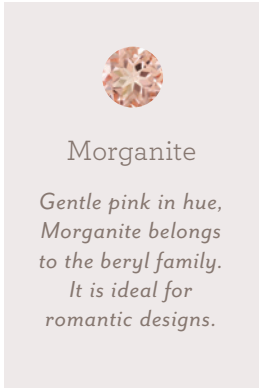 Morganite
Gentle pink in hue,
Morganite belongs
to the beryl family.
It is ideal for
romantic designs.